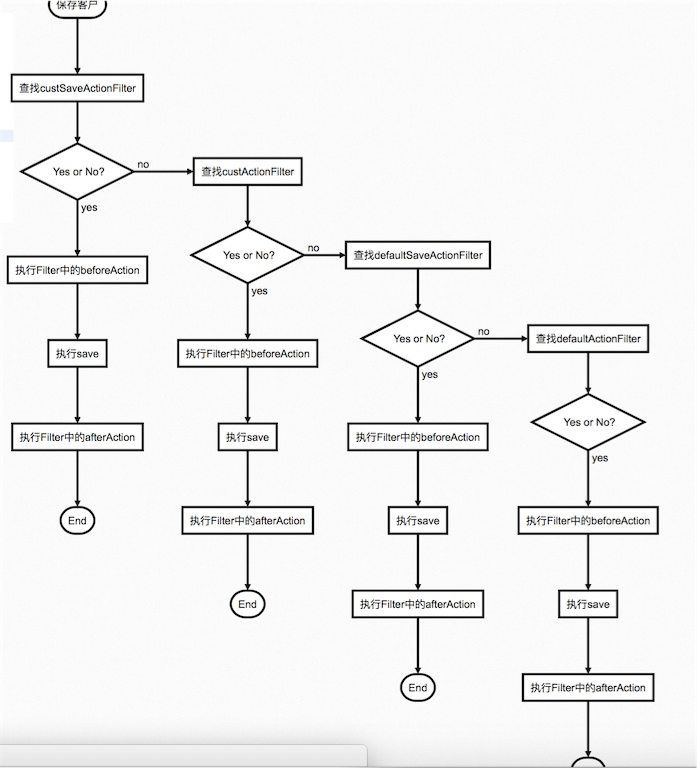 保存客户
查找custSaveActionFilter
Yes or No?
no
yes
执行Filter中的beforeAction
执行save
执行Filter中的afterAction
End
查找custActionFilter
Yes or No?
no
yes
执行Filter中的beforeAction
执行save
执行Filter中的afterAction
End
查找defaultSaveActionFilter
Yes or No?
no
yes
执行Filter中的beforeAction
执行save
执行Filter中的afterAction
End
查找defaultActionFilter
Yes or No?
yes
执行Filter中的beforeAction
执行save
执行Filter中的afterAction